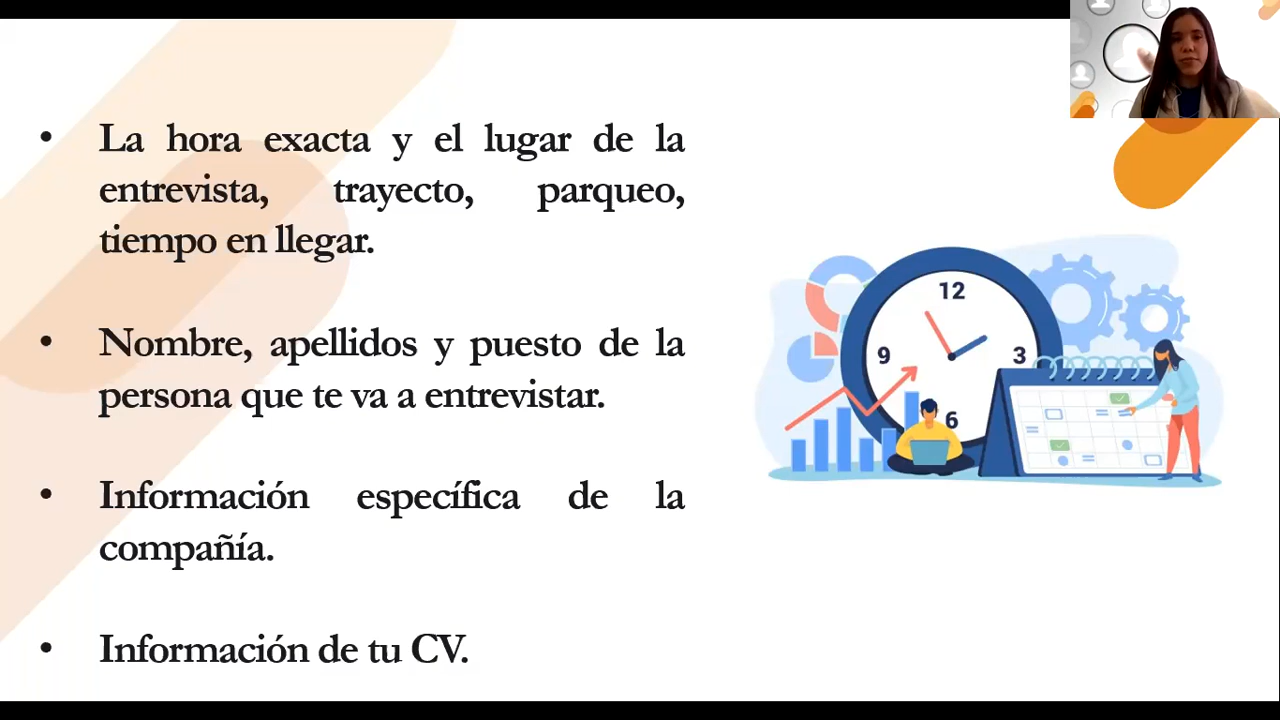 • La hora exacta y el lugar de la
entrevista, trayecto, parqueo,
tiempo en llegar.
• Nombre, apellidos y puesto de la
persona que te va a entrevistar.
• Información específica de la
compañía.
• Información de tu CV.
12
9
3
6